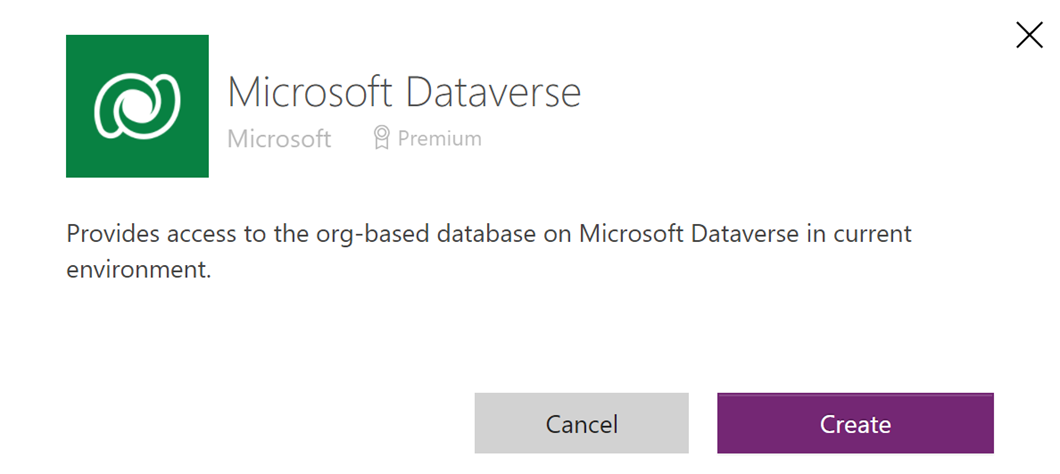 Microsoft Dataverse
Microsoft Premium
Provides access to the org-based database on Microsoft Dataverse in current
environment.
Cancel Create